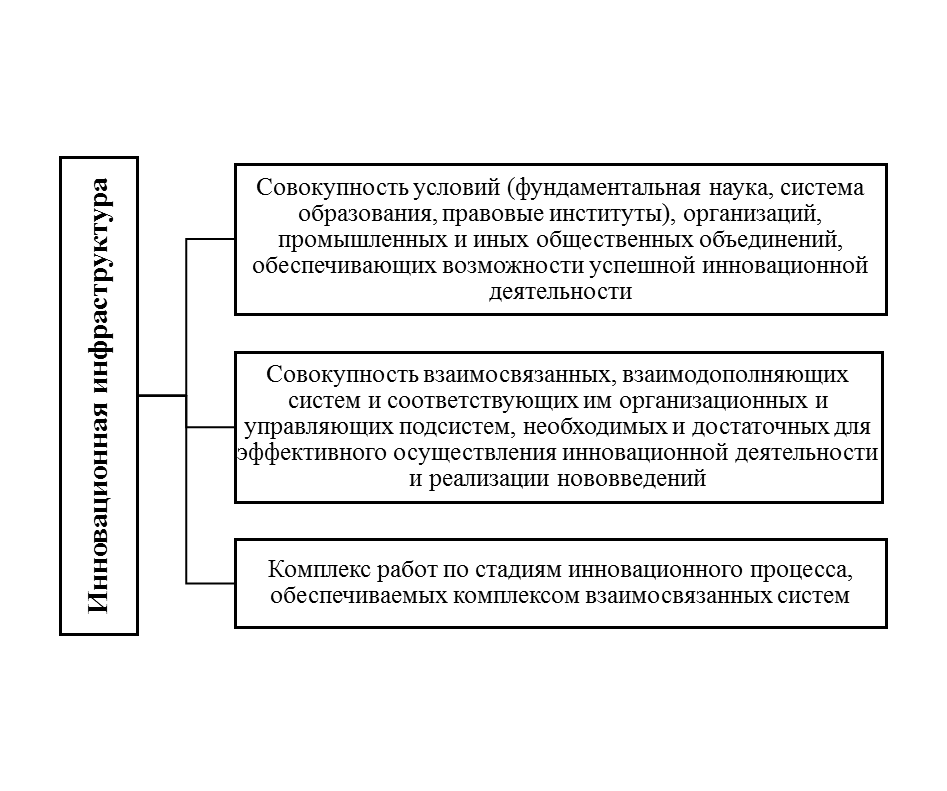 Инновационная инфраструктура
Совокупность условий (фундаментальная наука, система
образования, правовые институты), организаций,
промышленных и иных общественных объединений,
обеспечивающих возможности успешной инновационной
деятельности
Совокупность взаимосвязанных, взаимодополняющих
систем и соответствующих им организационных и
управляющих подсистем, необходимых и достаточных для
эффективного осуществления инновационной деятельности
и реализации нововведений
Комплекс работ по стадиям инновационного процесса,
обеспечиваемых комплексом взаимосвязанных систем